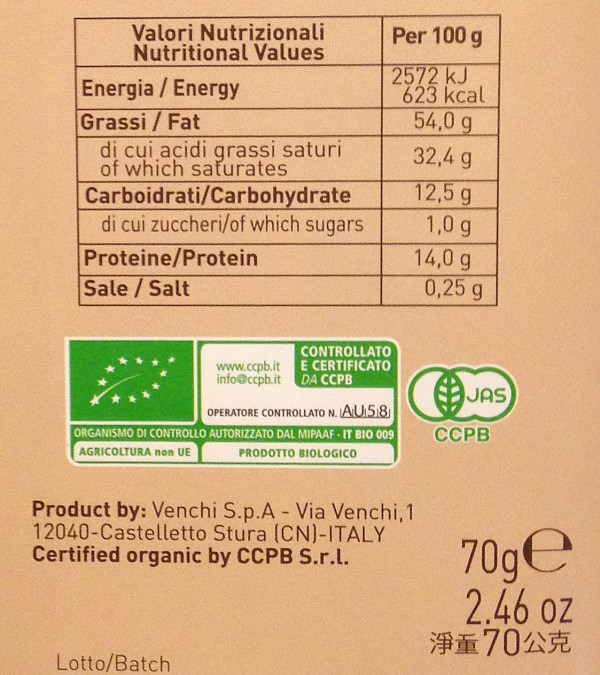 Valori Nutrizionali
Nutritional Values
Per 100 g
Energia / Energy
2572 kJ
623 kcal
Grassi / Fat
54,0 g
di cui acidi grassi saturi
of which saturates
32,4 g
Carboidrati/Carbohydrate
12,5 g
di cui zuccheri/of which sugars
1,0 g
Proteine/Protein
14,0 g
Sale / Salt
0,25 g
www.ccpb.it
info@ccpb.it
CONTROLLATO
E CERTIFICATO
DA CCPB
OPERATORE CONTROLLATO N. AU58
ORGANISMO DI CONTROLLO AUTORIZZATO DAL MIPAAF - IT BIO 009
AGRICOLTURA non UE
PRODOTTO BIOLOGICO
JAS
CCPB
Product by: Venchi S.p.A - Via Venchi,1
12040-Castelletto Stura (CN)-ITALY
Certified organic by CCPB S.r.l.
70g℮
2.46 oz
淨重70公克
Lotto/Batch